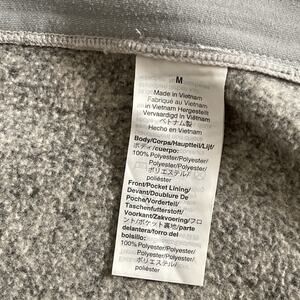 M
Made in Vietnam
Fabriqué au Vietnam
In Vietnam Hergestellt
Vervaardigd in Viëtnam
ベトナム製
Hecho en Vietnam
Body/Corps/Hauptteil/Lijf/
ボディ/cuerpo:
100% Polyester/Polyester/
Polyester/Polyester/
ポリエステル/
poliéster
Front/Pocket Lining/
Devant/Doublure De
Poche/Vorderteil/
Taschenfutterstoff/
Voorkant/Zakvoering/フロ
ント/ポケット裏地/parte
delantera/forro del
bolsillo:
100% Polyester/Polyester/
Polyester/Polyester/
ポリエステル/
poliéster